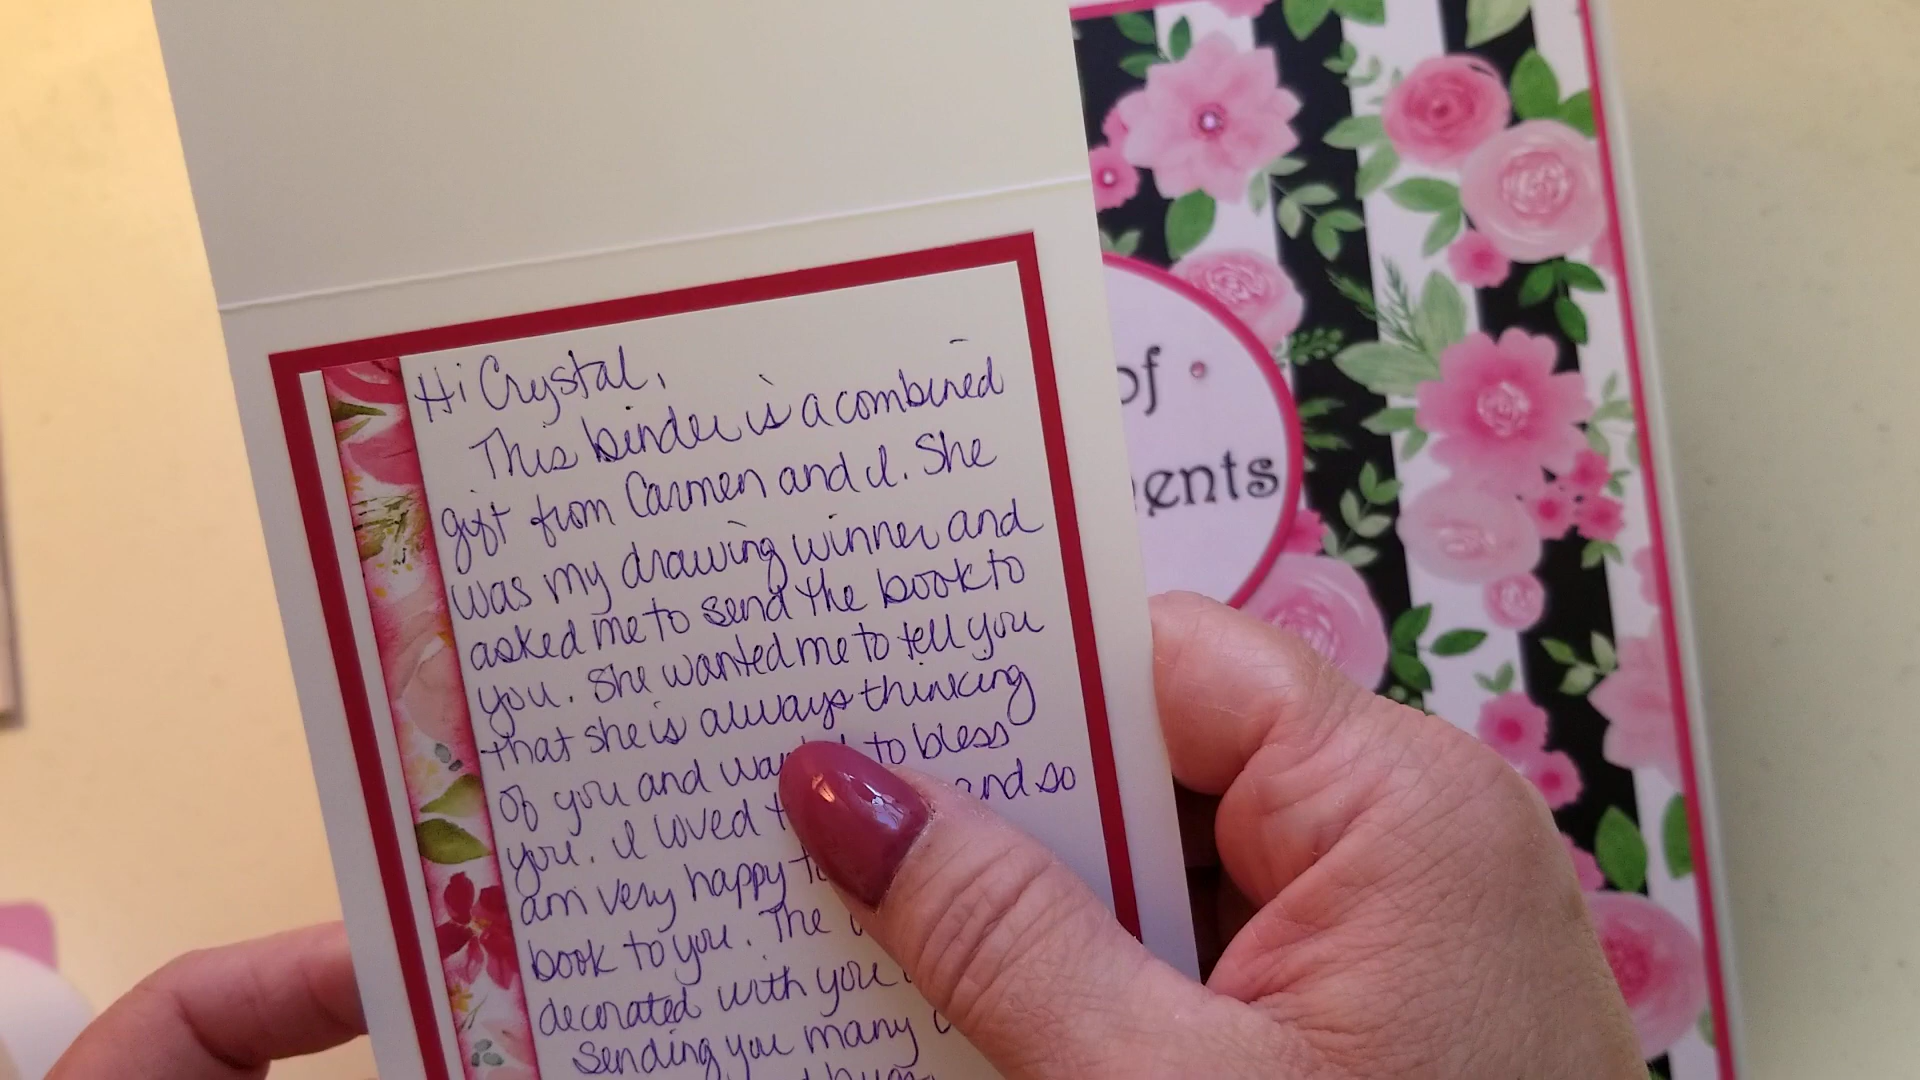 Hi Crystal,
This binder is a combined
gift from Carmen and I. She
was my drawing winner and
asked me to send the book to
you. She wanted me to tell you
that she is always thinking
of you and to bless
you. I loved and so
am very happy
book to you. The
decorated with you
Sending you many
of